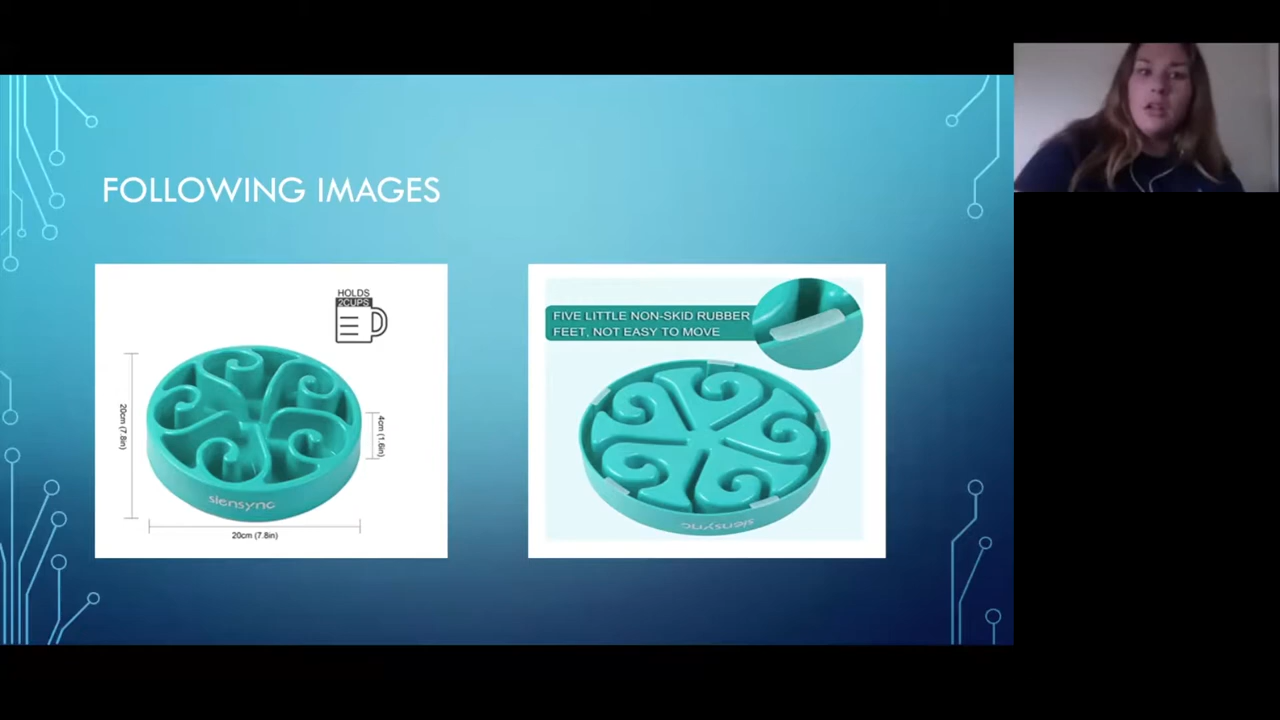 FOLLOWING IMAGES
HOLDS
2CUPS
20cm (7.8in)
4cm (1.6in)
slensync
20cm (7.8in)
FIVE LITTLE NON-SKID RUBBER
FEET, NOT EASY TO MOVE
slensync